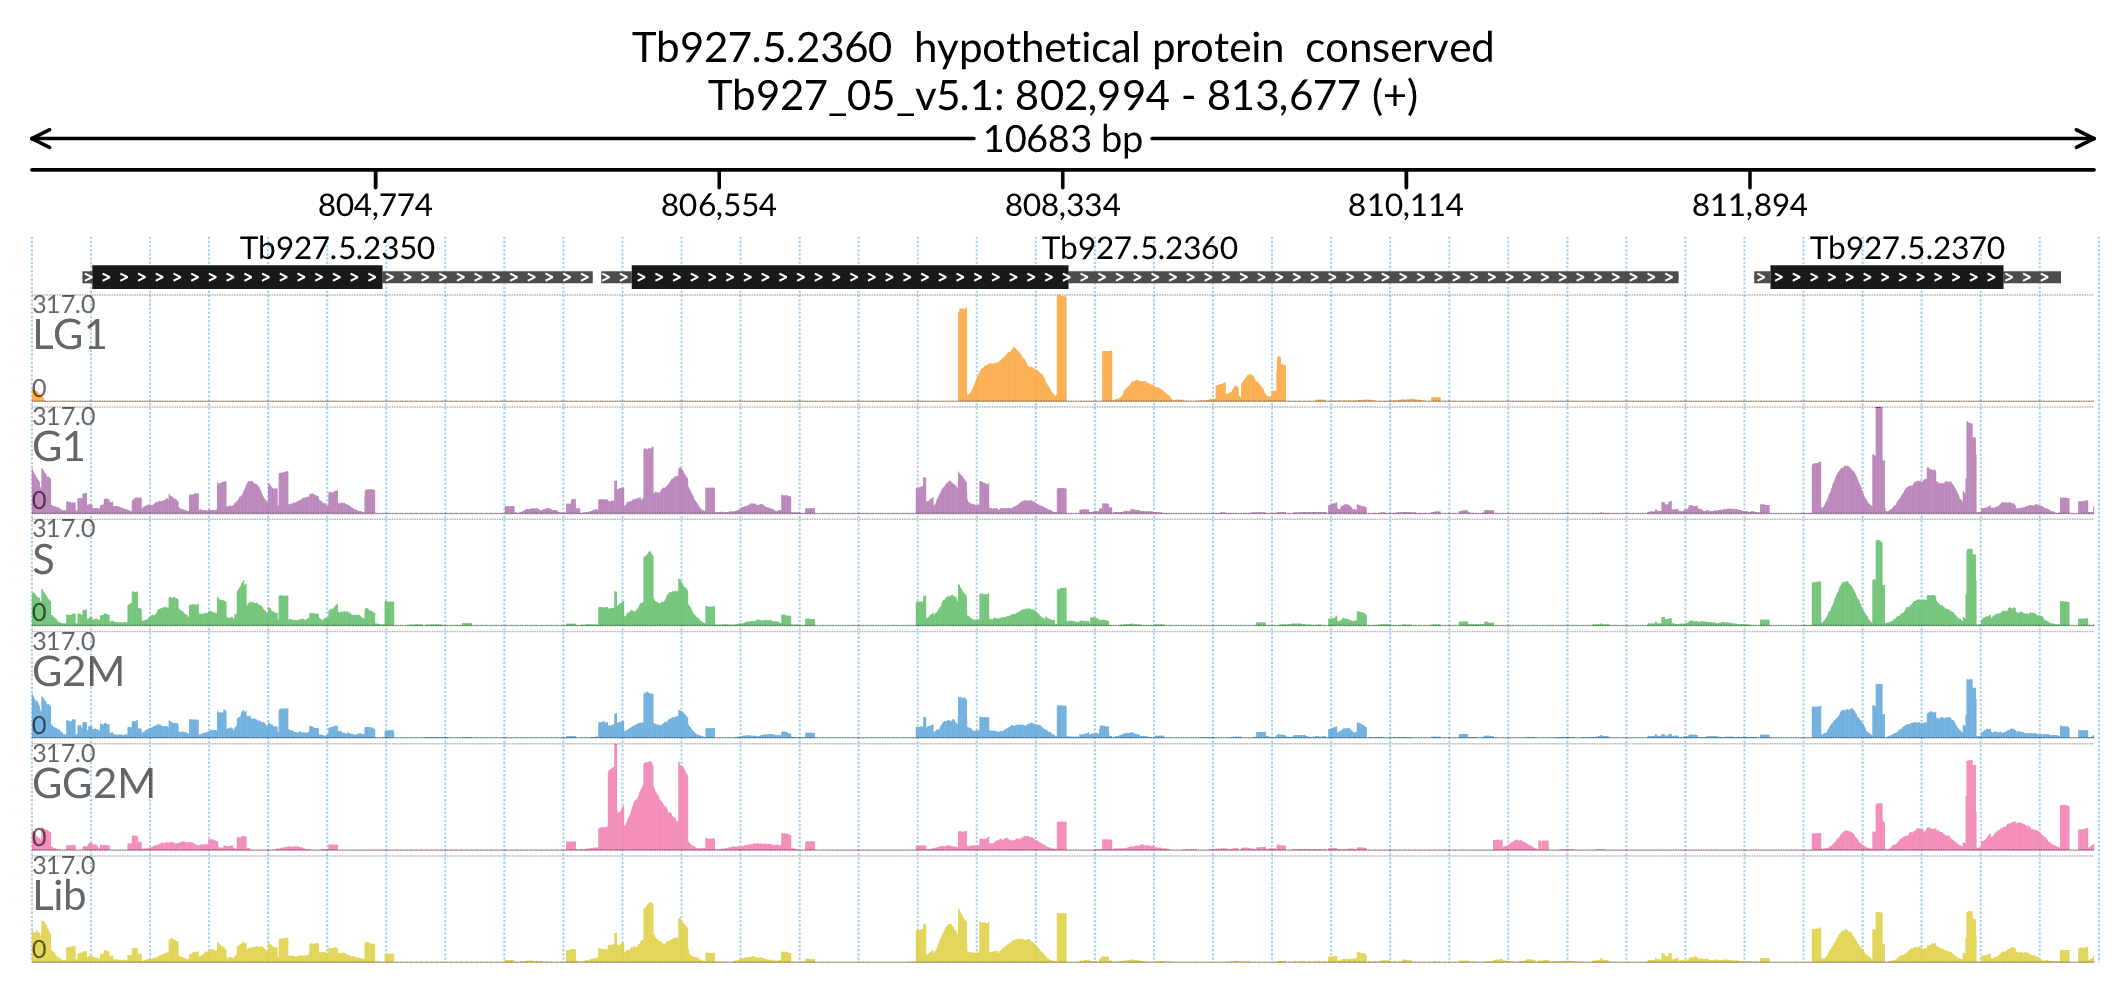 Tb927.5.2360  hypothetical protein  conserved
Tb927_05_v5.1: 802,994 - 813,677 (+)
10683 bp
804,774 806,554 808,334 810,114 811,894
Tb927.5.2350 Tb927.5.2360 Tb927.5.2370
317.0
LG1
0
317.0
G1
0
317.0
S
0
317.0
G2M
0
317.0
GG2M
0
317.0
Lib
0